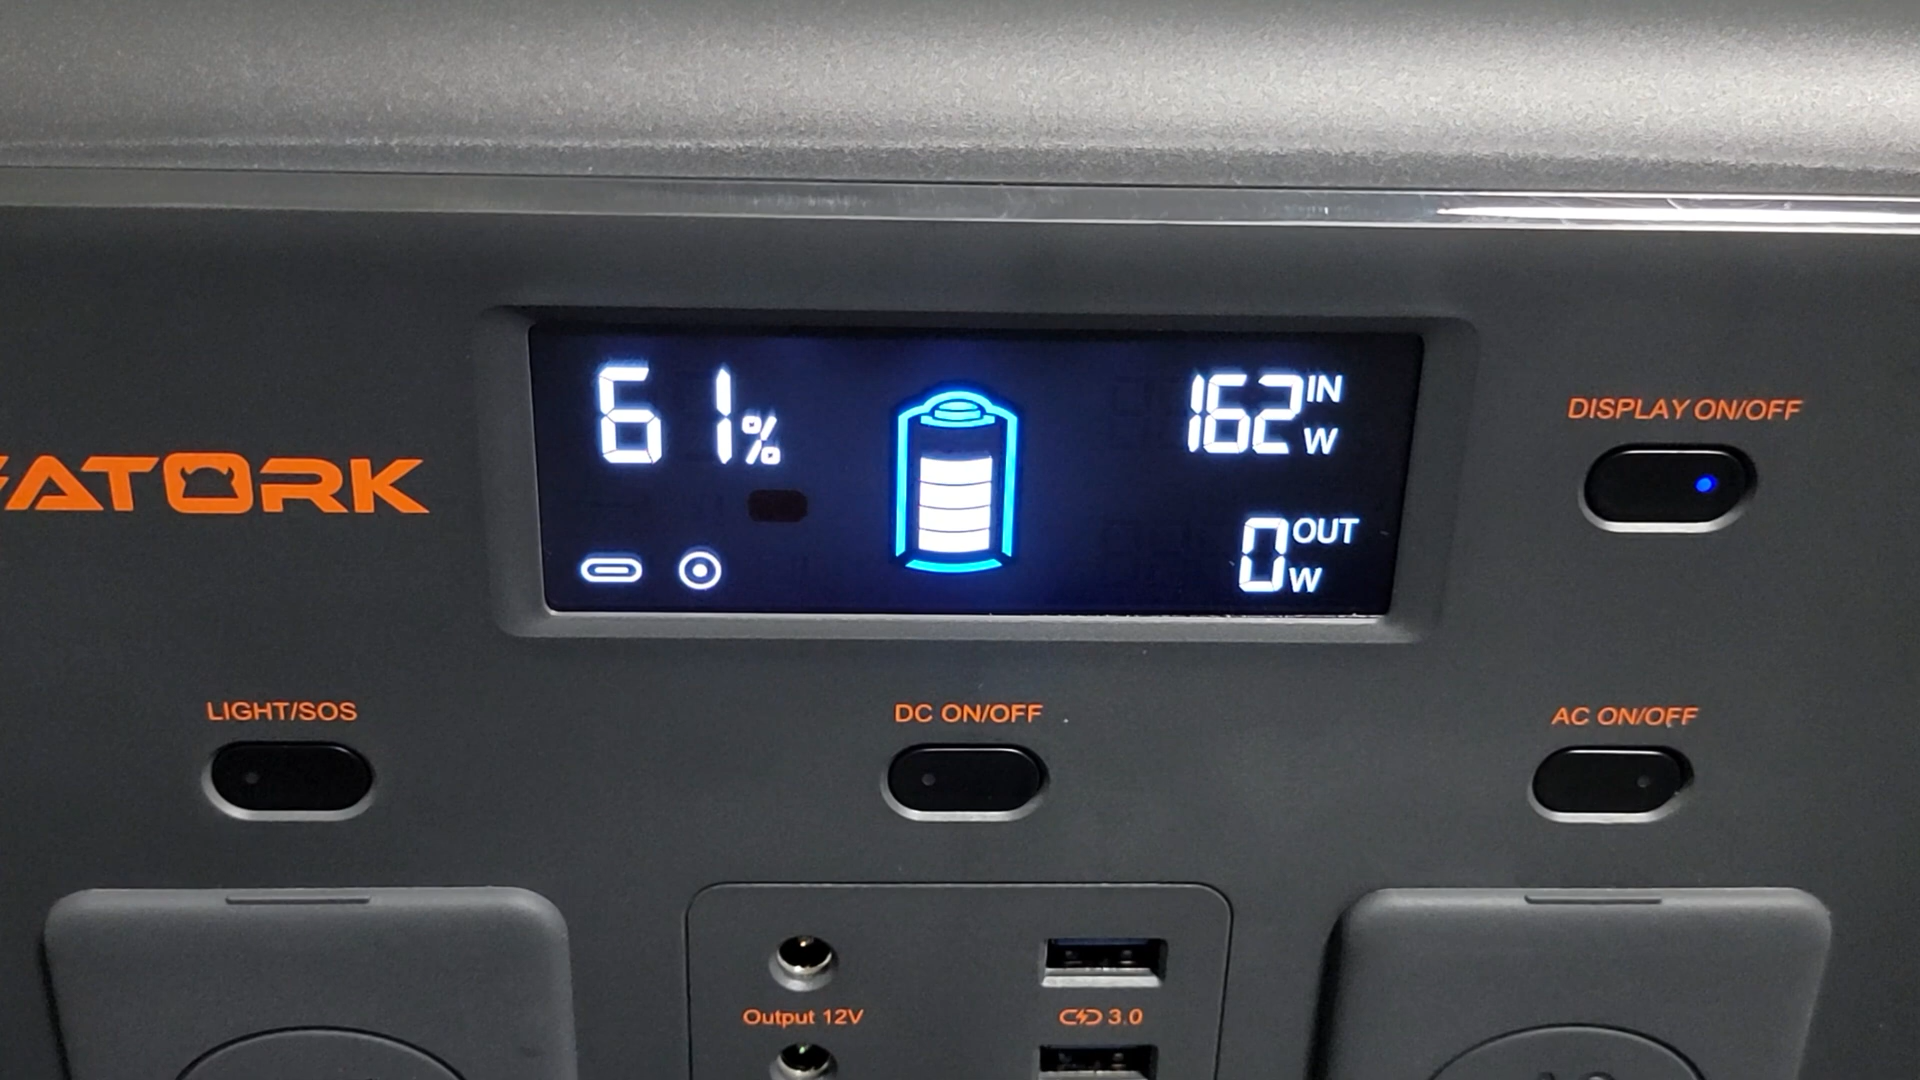 61%
162 IN W
0 OUT W
ATORK
DISPLAY ON/OFF
LIGHT/SOS
DC ON/OFF
AC ON/OFF
Output 12V
3.0